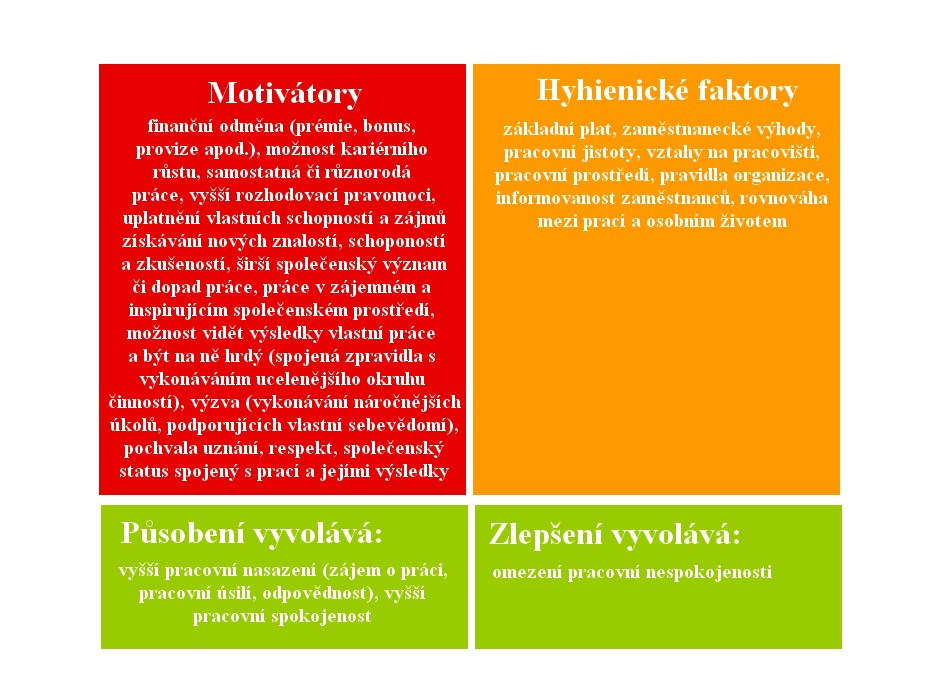 Motivátory
finanční odměna (prémie, bonus,
provize apod.), možnost kariérního
růstu, samostatná či různorodá
práce, vyšší rozhodovací pravomoci,
uplatnění vlastních schopností a zájmů
získávání nových znalostí, schopoností
a zkušeností, širší společenský význam
či dopad práce, práce v zájemném a
inspirujícím společenském prostředí,
možnost vidět výsledky vlastní práce
a být na ně hrdý (spojená zpravidla s
vykonáváním ucelenějšího okruhu
činností), výzva (vykonávání náročnějších
úkolů, podporujících vlastní sebevědomí),
pochvala uznání, respekt, společenský
status spojený s prací a jejími výsledky
Hyhienické faktory
základní plat, zaměstnanecké výhody,
pracovní jistoty, vztahy na pracovišti,
pracovní prostředí, pravidla organizace,
informovanost zaměstnanců, rovnováha
mezi prací a osobním životem
Působení vyvolává:
vyšší pracovní nasazení (zájem o práci,
pracovní úsilí, odpovědnost), vyšší
pracovní spokojenost
Zlepšení vyvolává:
omezení pracovní nespokojenosti